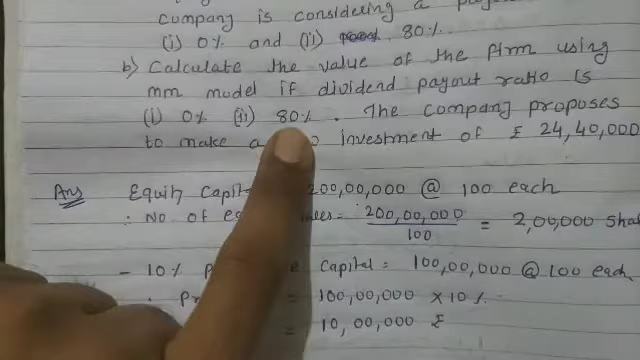 company is considering a
(i) 0% and (ii) 80%.
b) Calculate the value of the firm using
mm model if dividend payout ratio is
(i) 0% (ii) 80% . The company proposes
to make a investment of ₹ 24,40,000
Ans Equity Capit 200,00,000 @ 100 each
∴ No of eq = 200,00,000 / 100 = 2,00,000 Sha
- 10% P Capital = 100,00,000 @ 100 each
∴ Pr = 100,00,000 × 10%
= 10,00,000 ₹